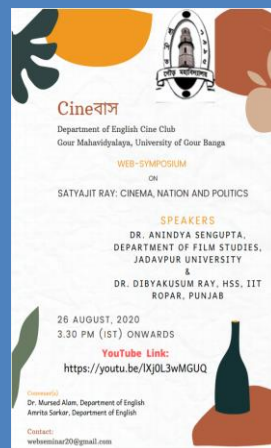 গৌড় মহাবিদ্যালয়
Cineবাস
Department of English Cine Club
Gour Mahavidyalaya, University of Gour Banga
WEB-SYMPOSIUM
ON
SATYAJIT RAY: CINEMA, NATION AND POLITICS
SPEAKERS
DR. ANINDYA SENGUPTA,
DEPARTMENT OF FILM STUDIES,
JADAVPUR UNIVERSITY
&
DR. DIBYAKUSUM RAY, HSS, IIT
ROPAR, PUNJAB
26 AUGUST, 2020
3.30 PM (IST) ONWARDS
YouTube Link:
https://youtu.be/lXj0L3wMGUQ
Convenor(s)
Dr. Mursed Alam, Department of English
Amrita Sarkar, Department of English
Contact:
webseminar20@gmail.com